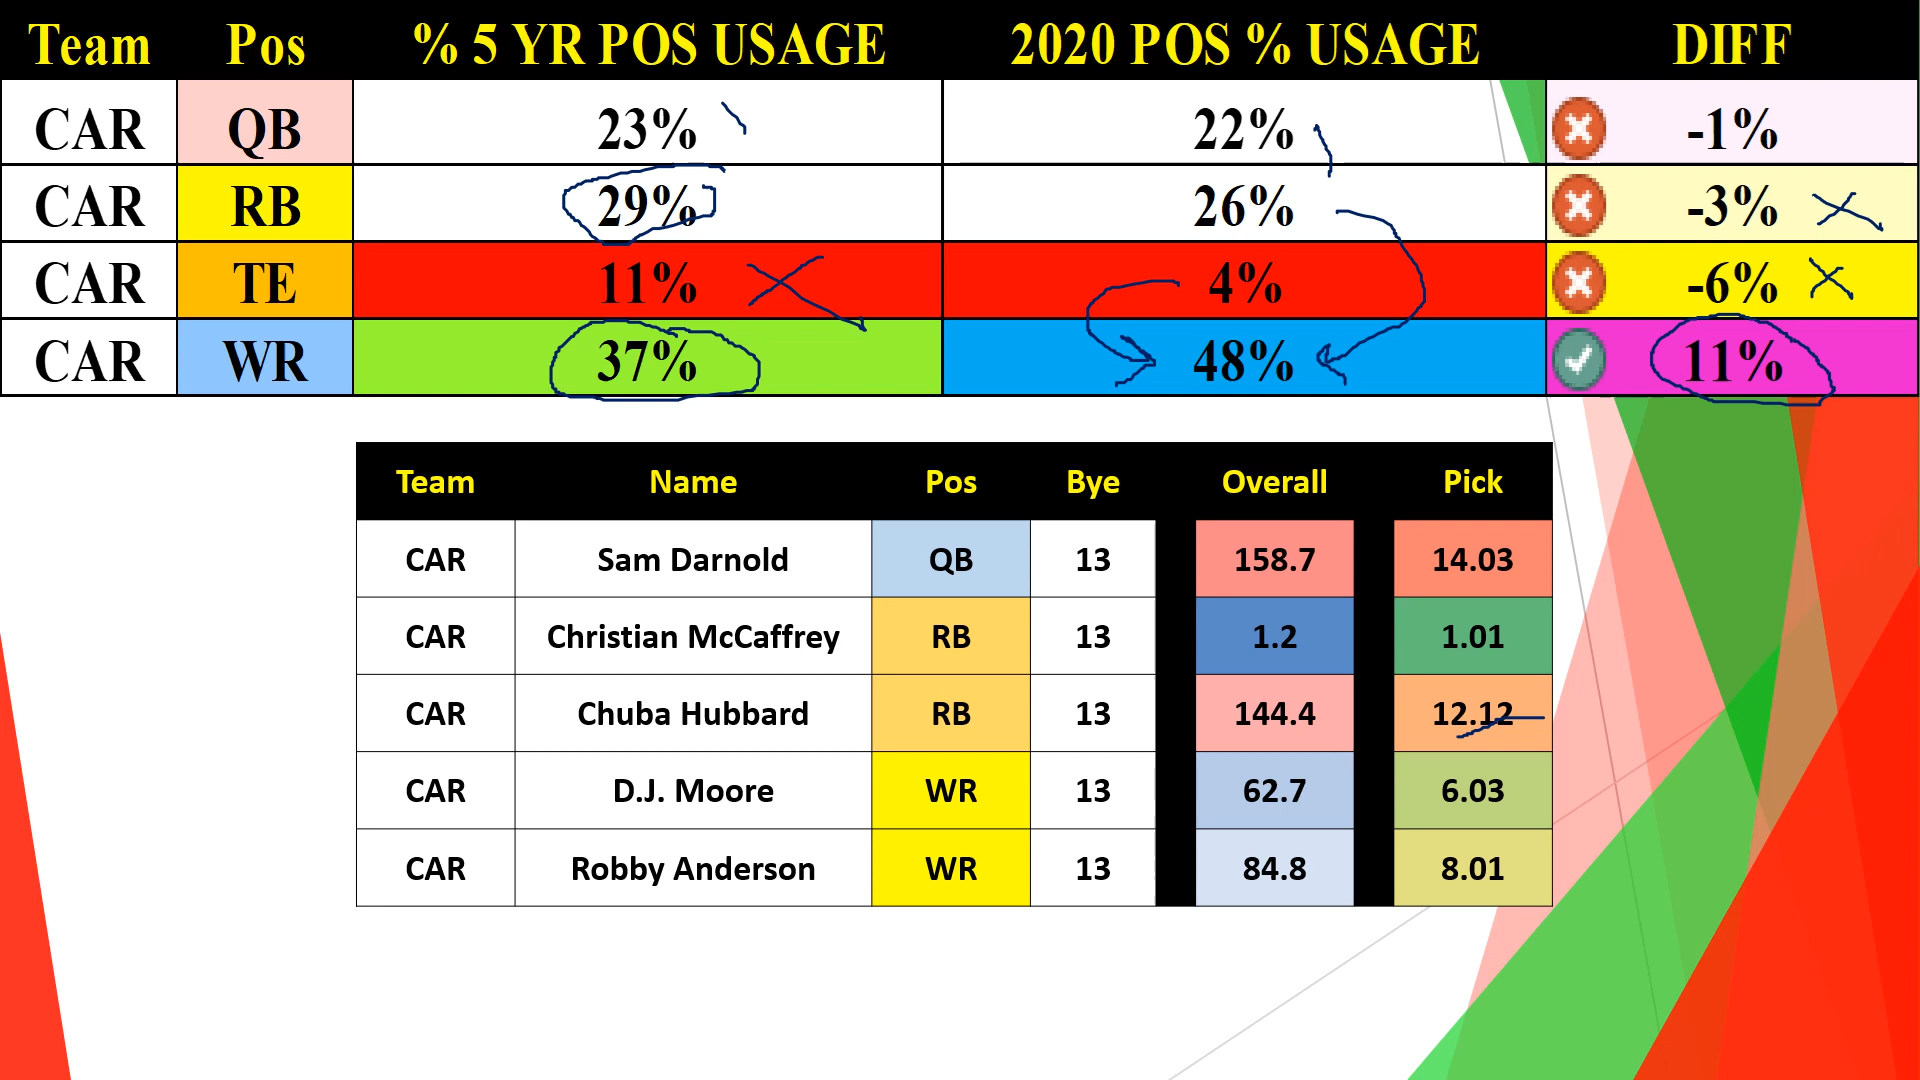 Team Pos % 5 YR POS USAGE 2020 POS % USAGE DIFF
CAR QB 23% 22% -1%
CAR RB 29% 26% -3%
CAR TE 11% 4% -6%
CAR WR 37% 48% 11%
Team Name Pos Bye Overall Pick
CAR Sam Darnold QB 13 158.7 14.03
CAR Christian McCaffrey RB 13 1.2 1.01
CAR Chuba Hubbard RB 13 144.4 12.12
CAR D.J. Moore WR 13 62.7 6.03
CAR Robby Anderson WR 13 84.8 8.01